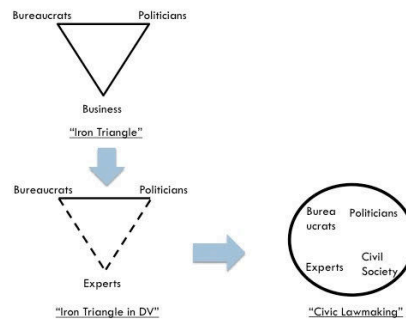 Bureaucrats Politicians
Business
"Iron Triangle"
Bureaucrats Politicians
Experts
"Iron Triangle in DV"
Burea
ucrats
Politicians
Experts
Civil
Society
"Civic Lawmaking"